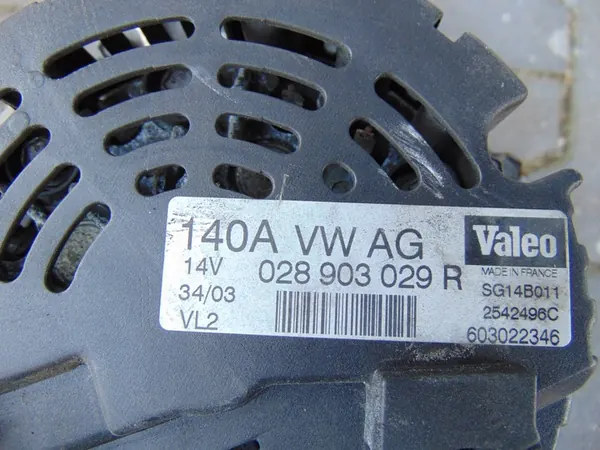 140A VW AG
14V 028 903 029 R
34/03
VL2
Valeo
MADE IN FRANCE
SG14B011
2542496C
603022346